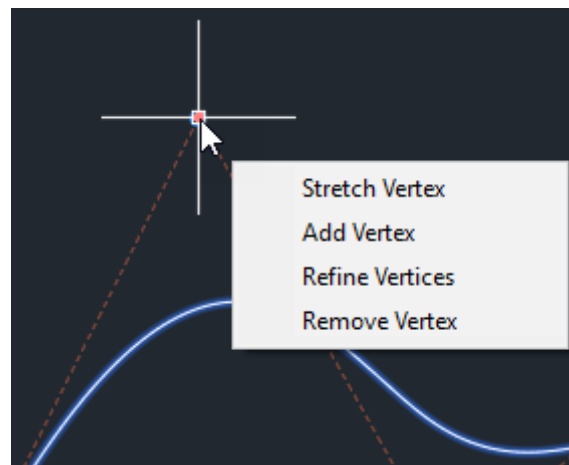 Stretch Vertex
Add Vertex
Refine Vertices
Remove Vertex